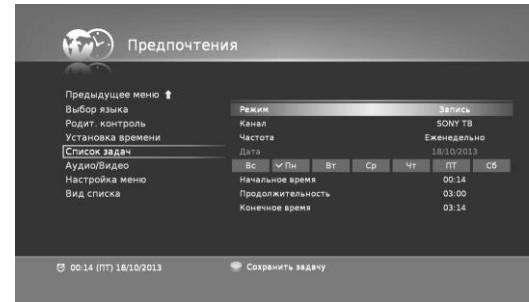 Предпочтения
Предыдущее меню
Выбор языка
Родит. контроль
Установка времени
Список задач
Аудио/Видео
Настройка меню
Вид списка
Режим Запись
Канал SONY ТВ
Частота Еженедельно
Дата 18/10/2013
Вс Пн Вт Ср Чт ПТ Сб
Начальное время 00:14
Продолжительность 03:00
Конечное время 03:14
00:14 (ПТ) 18/10/2013 Сохранить задачу